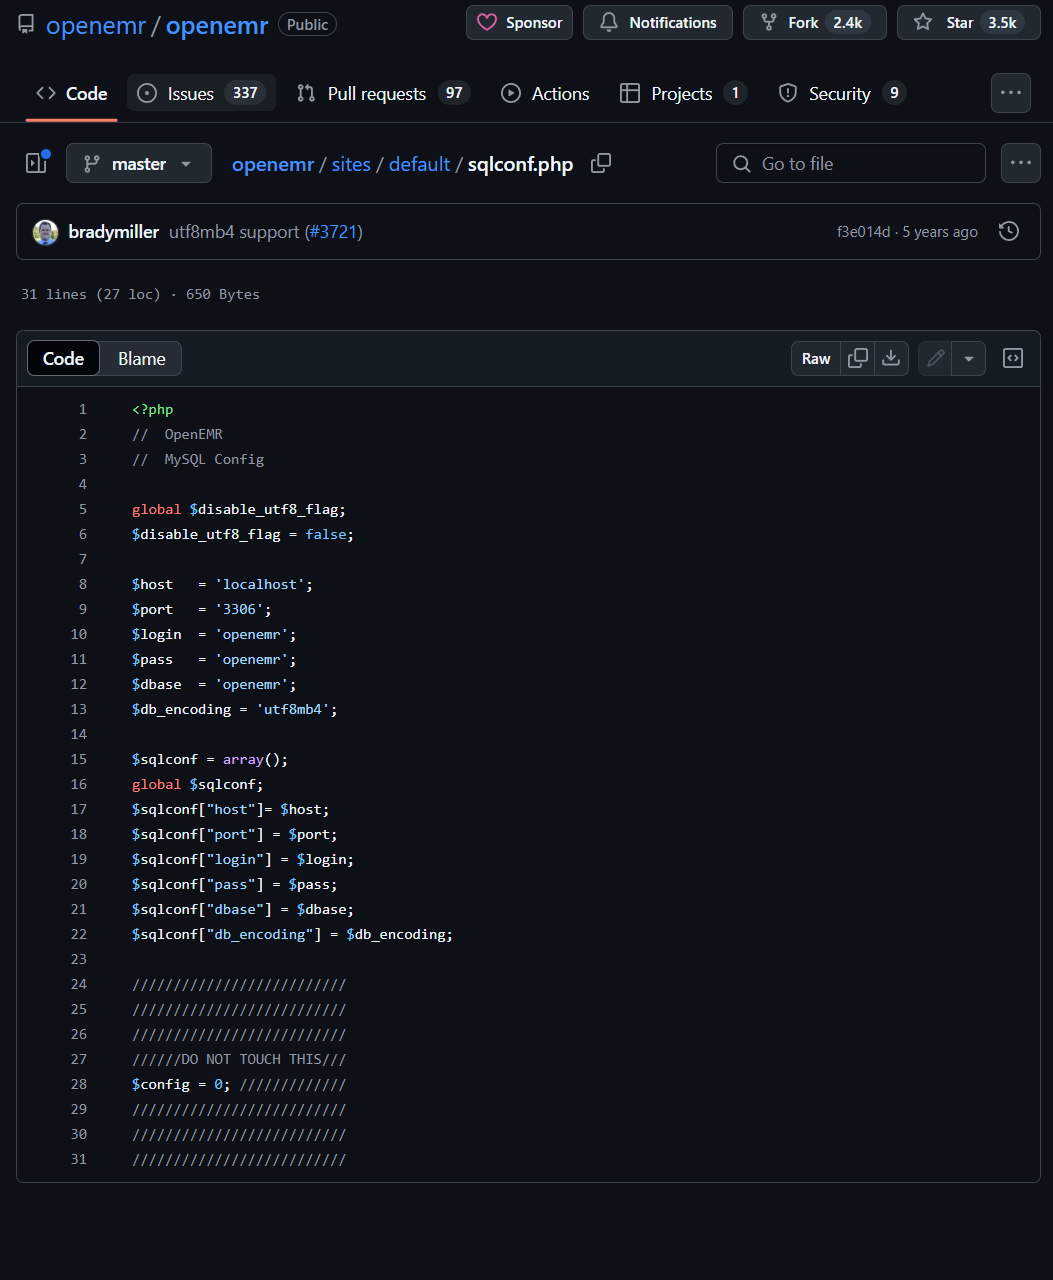 openemr / openemr Public Sponsor Notifications Fork 2.4k Star 3.5k
Code Issues 337 Pull requests 97 Actions Projects 1 Security 9
master openemr / sites / default / sqlconf.php Go to file
bradymiller utf8mb4 support (#3721) f3e014d · 5 years ago
31 lines (27 loc) · 650 Bytes
Code Blame Raw
1 <?php
2 //  OpenEMR
3 //  MySQL Config
4
5 global $disable_utf8_flag;
6 $disable_utf8_flag = false;
7
8 $host   = 'localhost';
9 $port   = '3306';
10 $login  = 'openemr';
11 $pass   = 'openemr';
12 $dbase  = 'openemr';
13 $db_encoding = 'utf8mb4';
14
15 $sqlconf = array();
16 global $sqlconf;
17 $sqlconf["host"]= $host;
18 $sqlconf["port"] = $port;
19 $sqlconf["login"] = $login;
20 $sqlconf["pass"] = $pass;
21 $sqlconf["dbase"] = $dbase;
22 $sqlconf["db_encoding"] = $db_encoding;
23
24 //////////////////////////
25 //////////////////////////
26 //////////////////////////
27 //////DO NOT TOUCH THIS///
28 $config = 0; /////////////
29 //////////////////////////
30 //////////////////////////
31 //////////////////////////